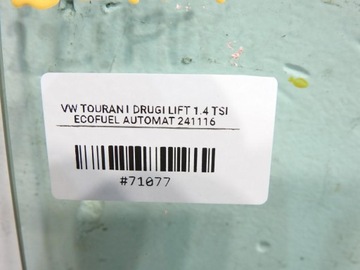 VW TOURAN I DRUGI LIFT 1.4 TSI
ECOFUEL AUTOMAT 241116
#71077